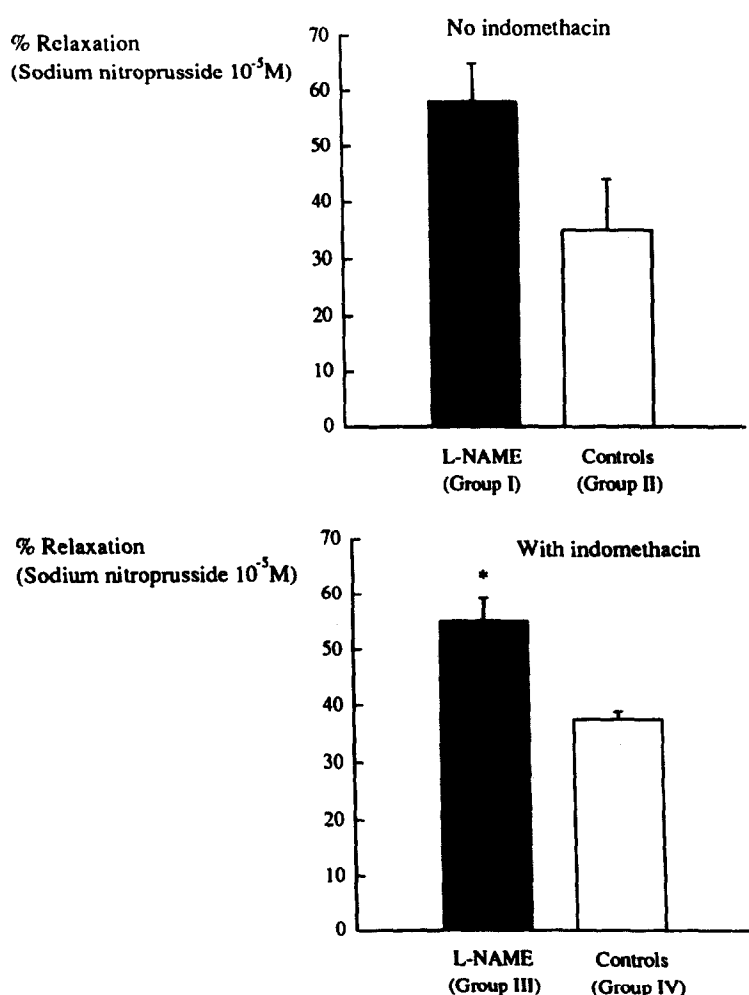 No indomethacin
% Relaxation
(Sodium nitroprusside 10⁻⁵M)
70
60
50
40
30
20
10
0
L-NAME
(Group I)
Controls
(Group II)
% Relaxation
(Sodium nitroprusside 10⁻⁵M)
With indomethacin
70
60
50
40
30
20
10
0
*
L-NAME
(Group III)
Controls
(Group IV)